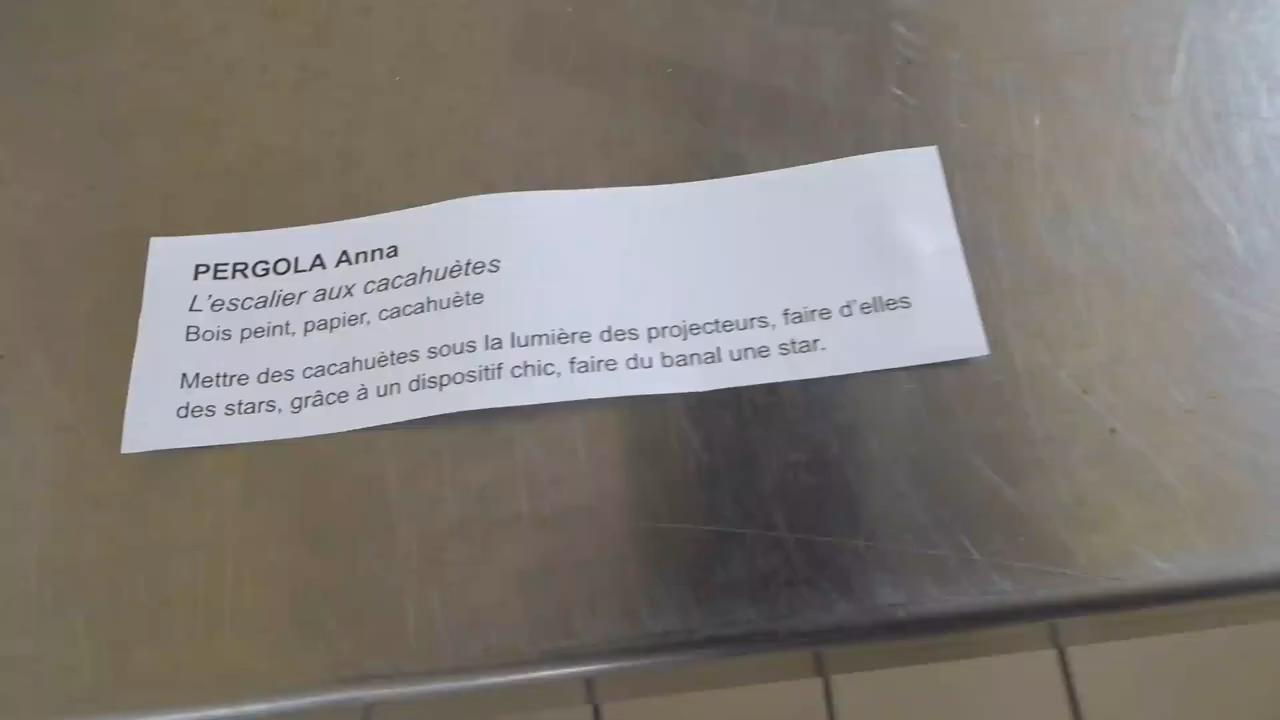 PERGOLA Anna
L'escalier aux cacahuètes
Bois peint, papier, cacahuète
Mettre des cacahuètes sous la lumière des projecteurs, faire d'elles
des stars, grâce à un dispositif chic, faire du banal une star.